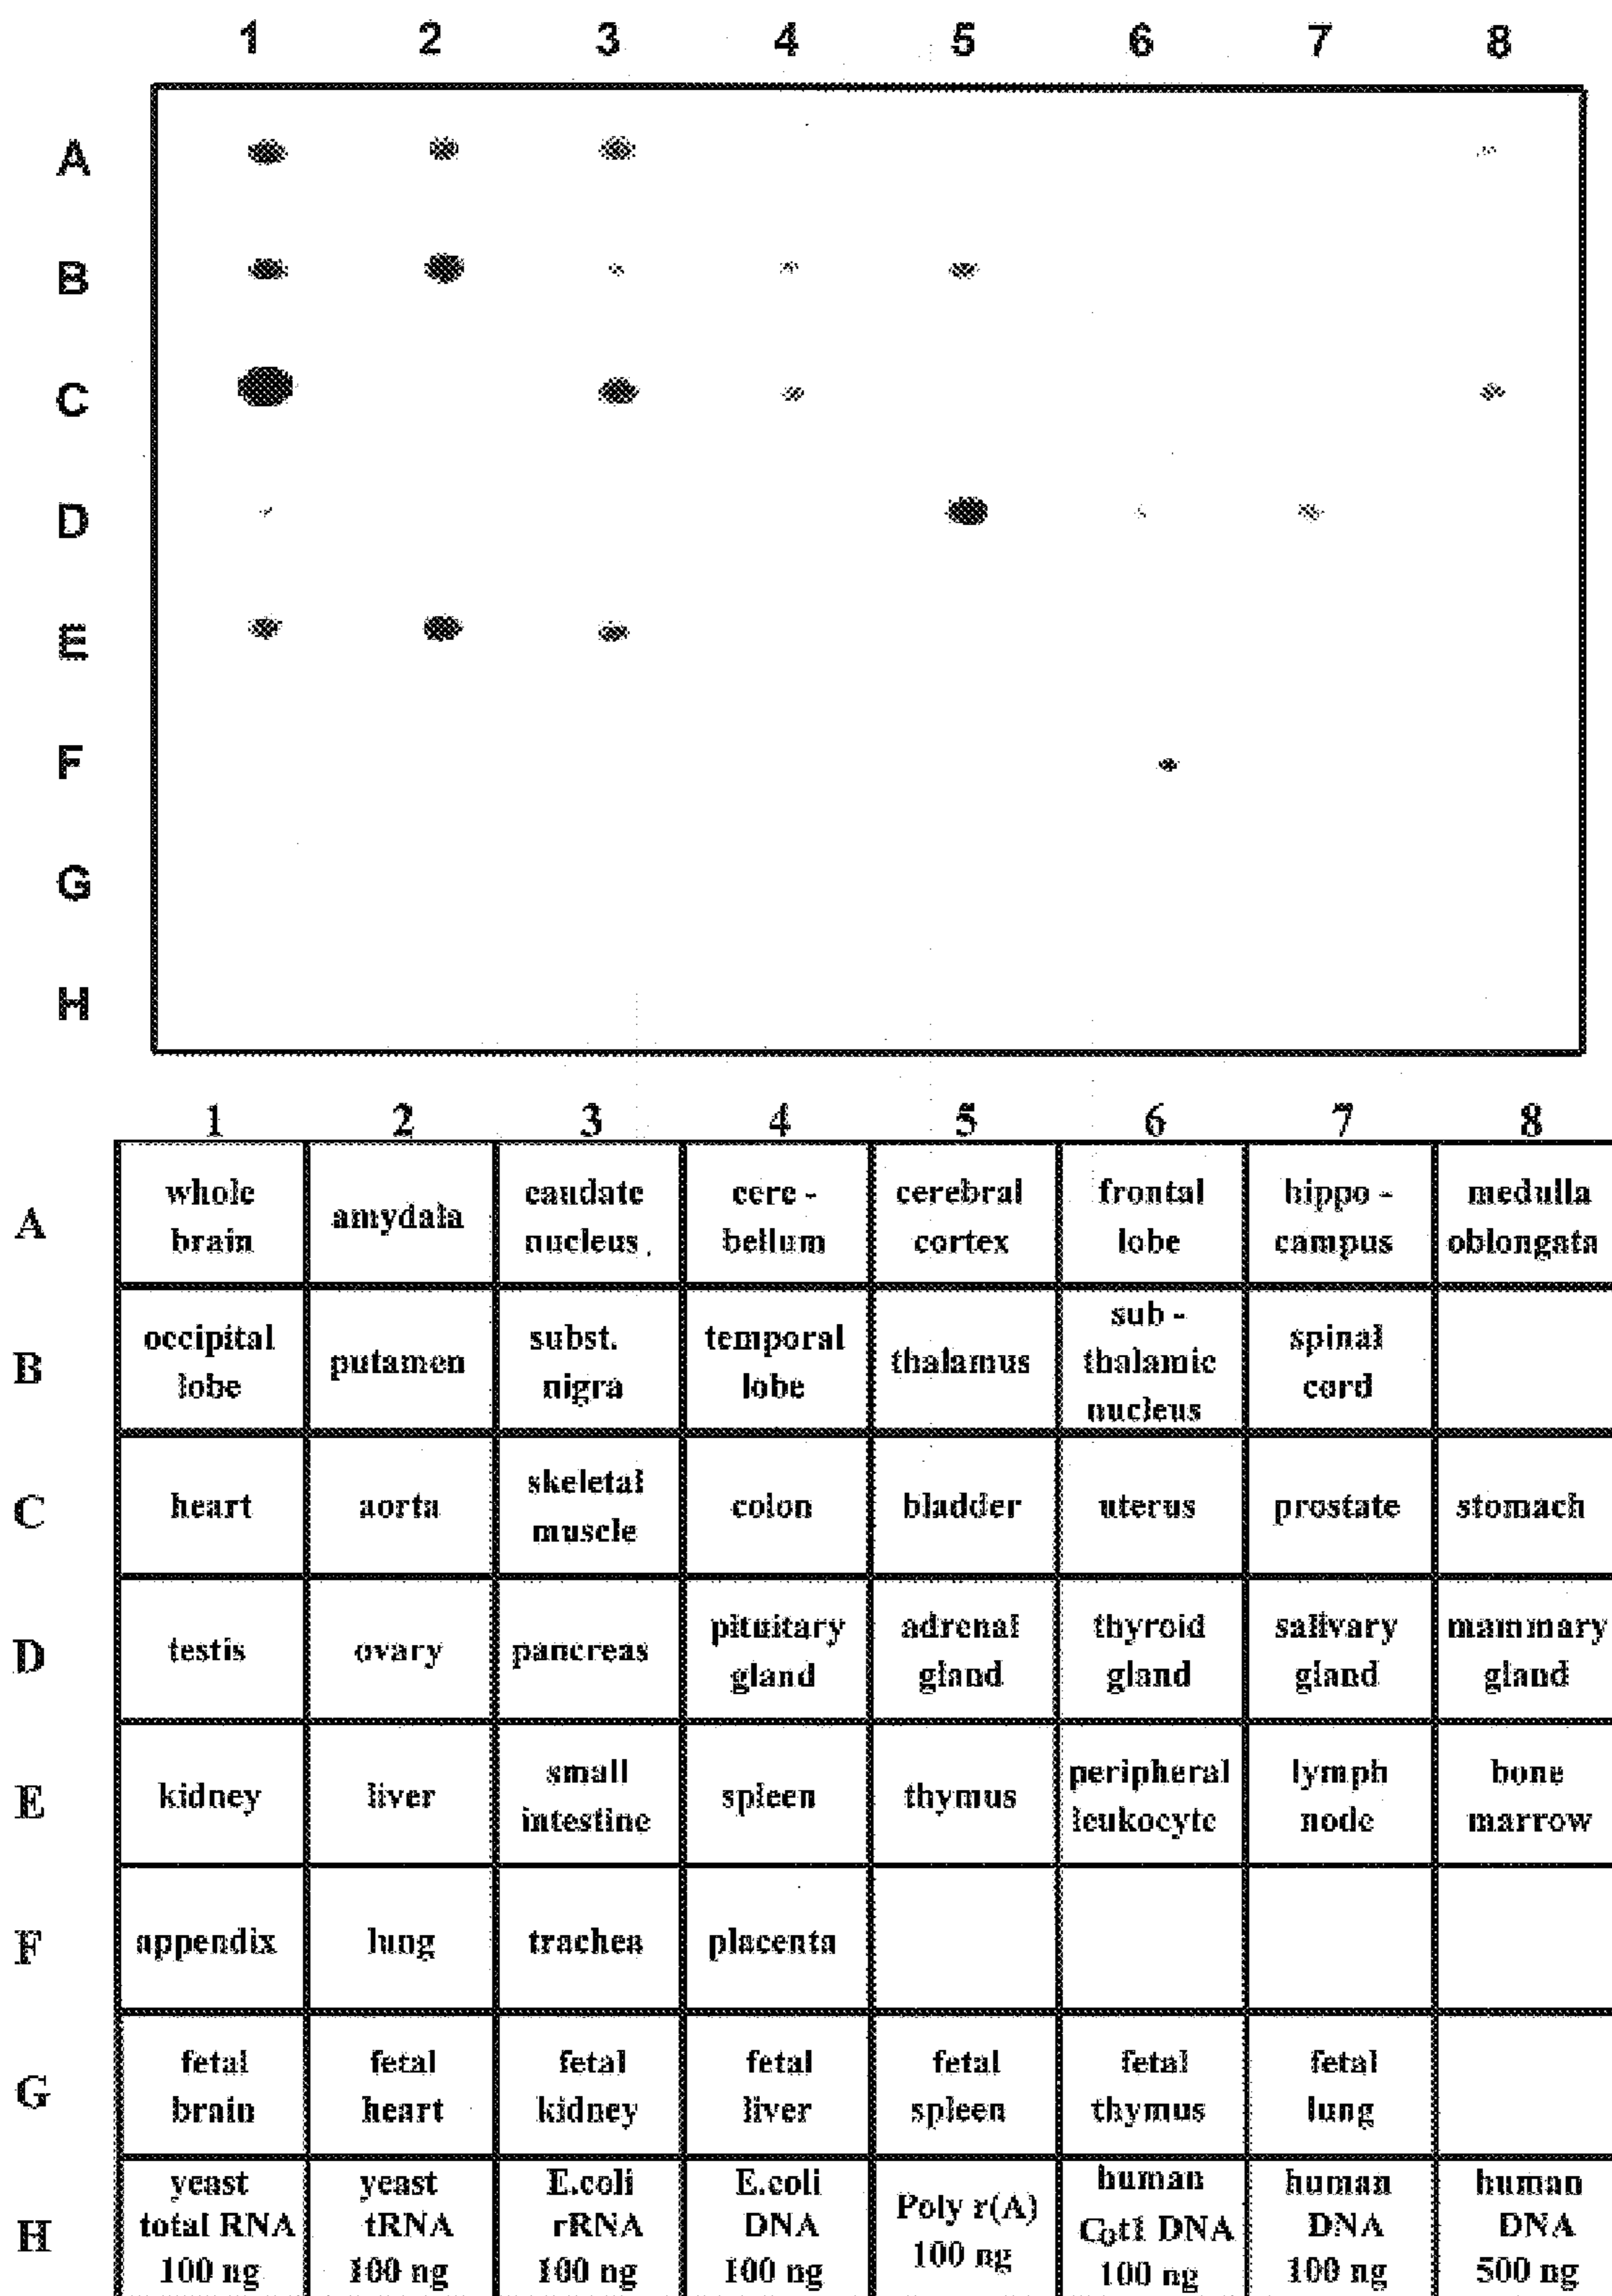 1 2 3 4 5 6 7 8
A
B
C
D
E
F
G
H
1 2 3 4 5 6 7 8
A
whole
brain
amydala
caudate
nucleus
cere -
bellum
cerebral
cortex
frontal
lobe
hippo -
campus
medulla
oblongata
B
occipital
lobe
putamen
subst.
nigra
temporal
lobe
thalamus
sub -
thalamic
nucleus
spinal
cord
C
heart
aorta
skeletal
muscle
colon
bladder
uterus
prostate
stomach
D
testis
ovary
pancreas
pituitary
gland
adrenal
gland
thyroid
gland
salivary
gland
mammary
gland
E
kidney
liver
small
intestine
spleen
thymus
peripheral
leukocyte
lymph
node
bone
marrow
F
appendix
lung
trachea
placenta
G
fetal
brain
fetal
heart
fetal
kidney
fetal
liver
fetal
spleen
fetal
thymus
fetal
lung
H
yeast
total RNA
100 ng
yeast
tRNA
100 ng
E.coli
rRNA
100 ng
E.coli
DNA
100 ng
Poly r(A)
100 ng
human
C₀t1 DNA
100 ng
human
DNA
100 ng
human
DNA
500 ng